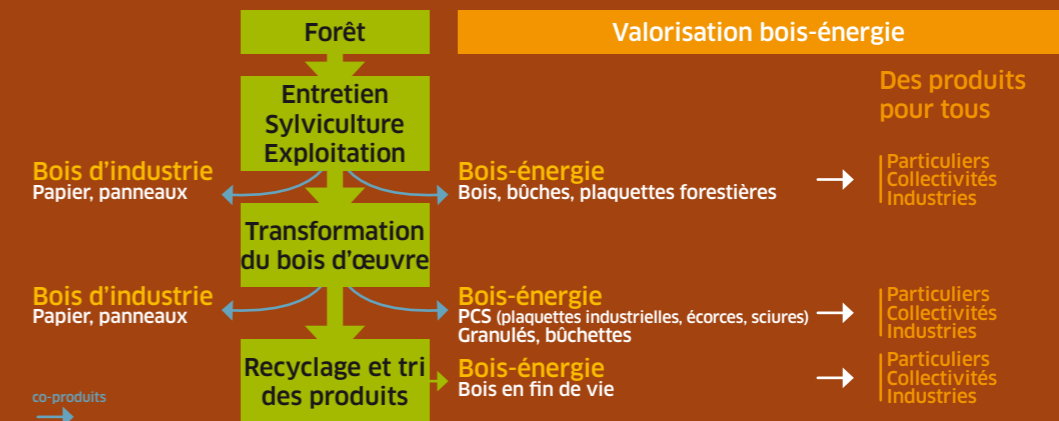 Forêt
Valorisation bois-énergie
Entretien
Sylviculture
Exploitation
Des produits
pour tous
Bois d'industrie
Papier, panneaux
Bois-énergie
Bois, bûches, plaquettes forestières
Particuliers
Collectivités
Industries
Transformation
du bois d'œuvre
Bois d'industrie
Papier, panneaux
Bois-énergie
PCS (plaquettes industrielles, écorces, sciures)
Granulés, bûchettes
Particuliers
Collectivités
Industries
Recyclage et tri
des produits
Bois-énergie
Bois en fin de vie
Particuliers
Collectivités
Industries
co-produits